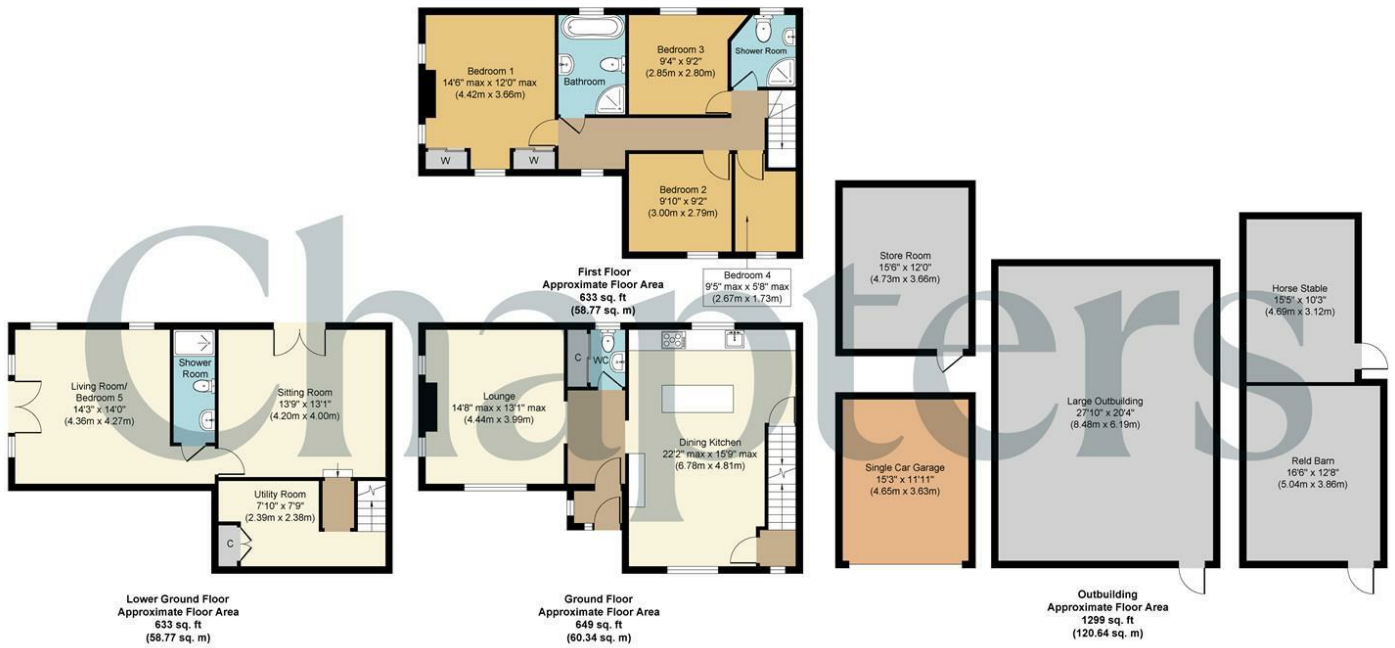 Bedroom 1
14'6" max x 12'0" max
(4.42m x 3.66m)
W
W
Bathroom
Bedroom 3
9'4" x 9'2"
(2.85m x 2.80m)
Shower Room
Bedroom 2
9'10" x 9'2"
(3.00m x 2.79m)
Bedroom 4
9'5" max x 5'8" max
(2.67m x 1.73m)
First Floor
Approximate Floor Area
633 sq. ft
(58.77 sq. m)
Chapters
Living Room/
Bedroom 5
14'3" x 14'0"
(4.36m x 4.27m)
Shower
Room
Sitting Room
13'9" x 13'1"
(4.20m x 4.00m)
Utility Room
7'10" x 7'9"
(2.39m x 2.38m)
C
Lower Ground Floor
Approximate Floor Area
633 sq. ft
(58.77 sq. m)
Lounge
14'8" max x 13'1" max
(4.44m x 3.99m)
C
WC
Dining Kitchen
22'2" max x 15'9" max
(6.78m x 4.81m)
Ground Floor
Approximate Floor Area
649 sq. ft
(60.34 sq. m)
Store Room
15'6" x 12'0"
(4.73m x 3.66m)
Single Car Garage
15'3" x 11'11"
(4.65m x 3.63m)
Large Outbuilding
27'10" x 20'4"
(8.48m x 6.19m)
Horse Stable
15'5" x 10'3"
(4.69m x 3.12m)
Reld Barn
16'6" x 12'8"
(5.04m x 3.86m)
Outbuilding
Approximate Floor Area
1299 sq. ft
(120.64 sq. m)